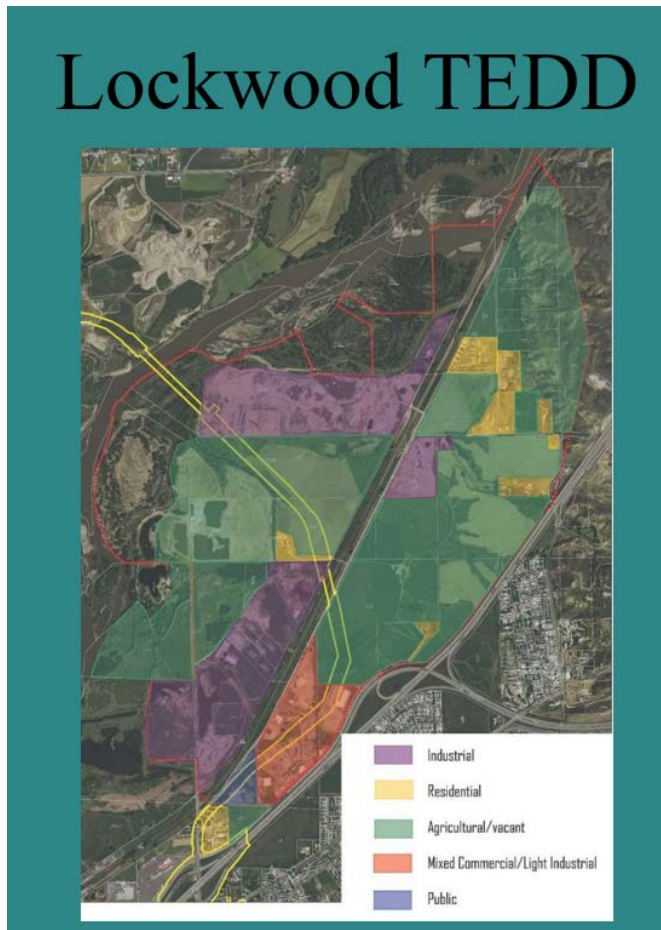 Lockwood TEDD
Industrial
Residential
Agricultural/vacant
Mixed Commercial/Light Industrial
Public